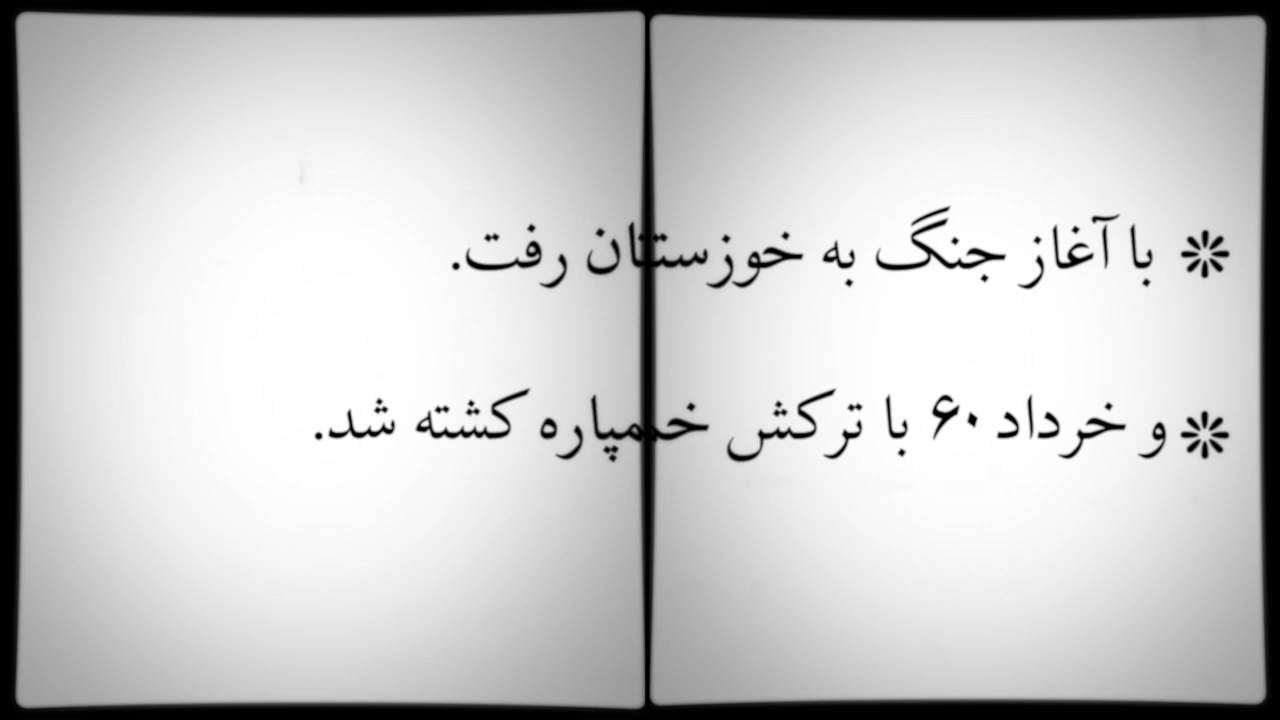 ❊ با آغاز جنگ به خوزستان رفت.
❊ و خرداد ۶۰ با ترکش خمپاره کشته شد.